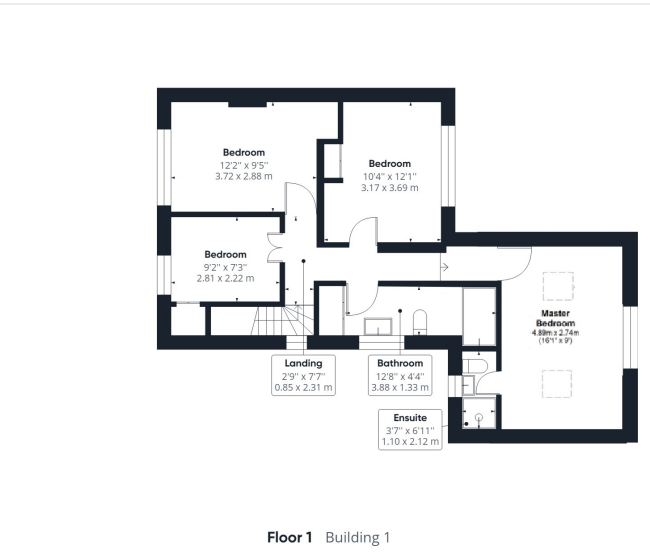 Bedroom
12'2" x 9'5"
3.72 x 2.88 m
Bedroom
10'4" x 12'1"
3.17 x 3.69 m
Bedroom
9'2" x 7'3"
2.81 x 2.22 m
Master
Bedroom
4.89m x 2.74m
(16'1" x 9')
Landing
2'9" x 7'7"
0.85 x 2.31 m
Bathroom
12'8" x 4'4"
3.88 x 1.33 m
Ensuite
3'7" x 6'11"
1.10 x 2.12 m
Floor 1 Building 1